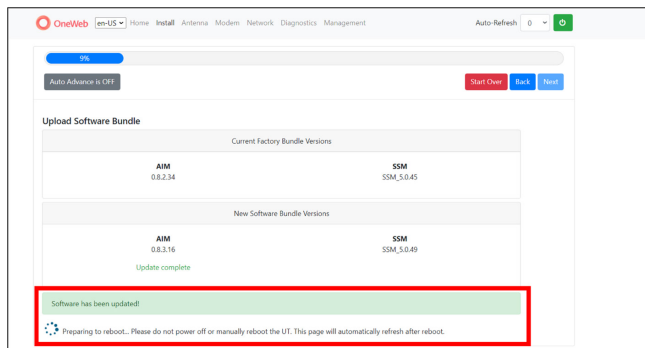 OneWeb en-US Home Install Antenna Modem Network Diagnostics Management Auto-Refresh 0
9%
Auto Advance is OFF Start Over Back Next
Upload Software Bundle
Current Factory Bundle Versions
AIM SSM
0.8.2.34 SSM_5.0.45
New Software Bundle Versions
AIM SSM
0.8.3.16 SSM_5.0.49
Update complete
Software has been updated!
Preparing to reboot... Please do not power off or manually reboot the UT. This page will automatically refresh after reboot.